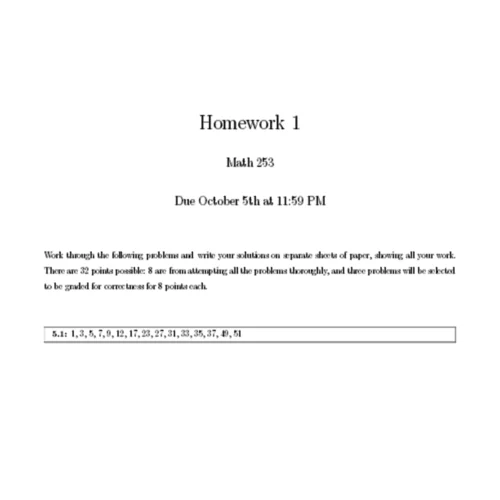 Homework 1
Math 253
Due October 5th at 11:59 PM
Work through the following problems and write your solutions on separate sheets of paper, showing all your work.
There are 32 points possible: 8 are from attempting all the problems thoroughly, and three problems will be selected
to be graded for correctness for 8 points each.
5.1: 1, 3, 5, 7, 9, 12, 17, 23, 27, 31, 33, 35, 37, 49, 51